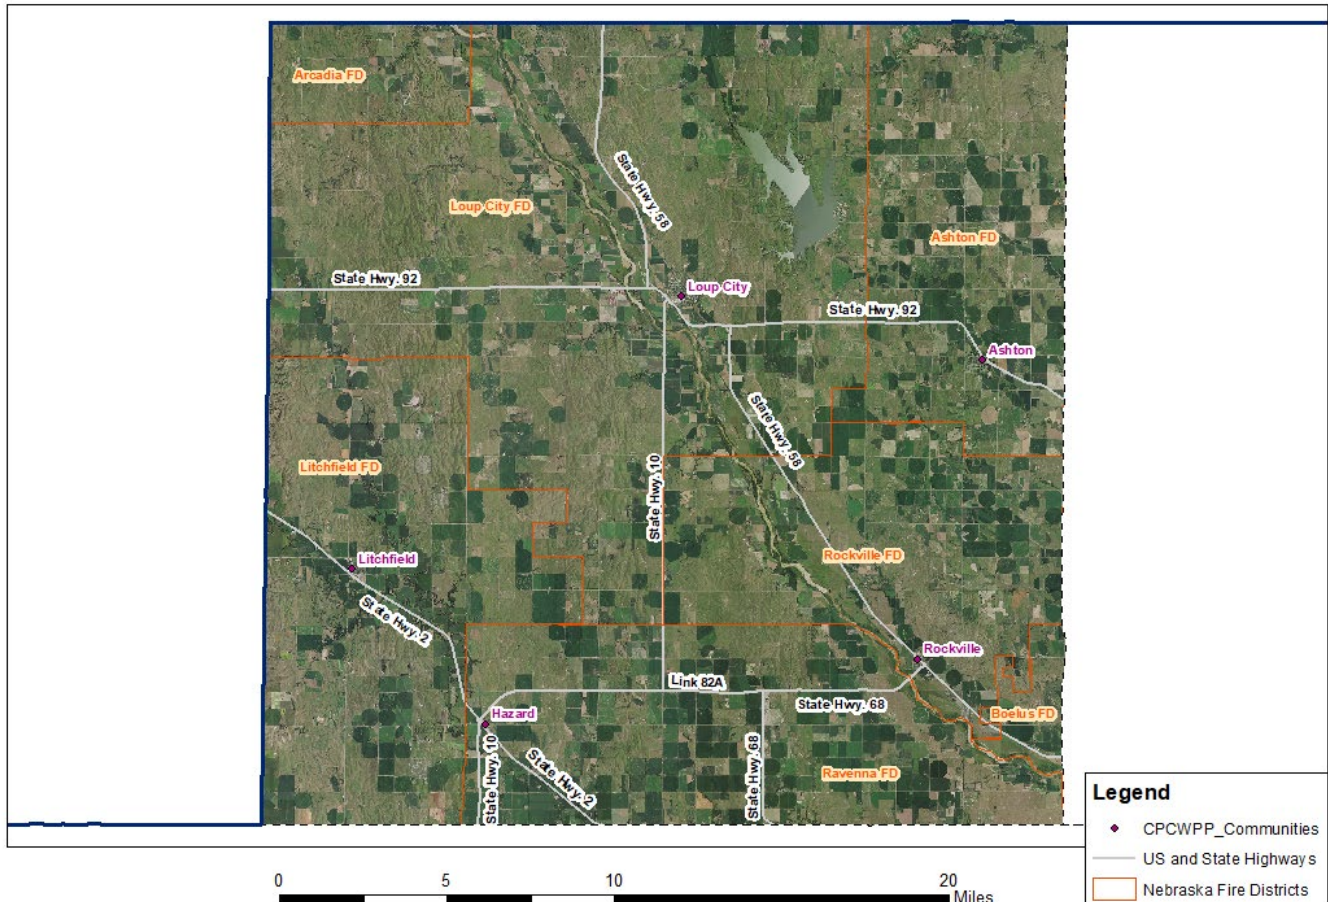 Arcadia FD
State Hwy. 58
Loup City FD
Ashton FD
State Hwy. 92
Loup City
State Hwy. 92
Ashton
State Hwy. 58
Litchfield FD
State Hwy. 10
Litchfield
Rockville FD
State Hwy. 2
Rockville
Link 82A
State Hwy. 68
Hazard
Boelus FD
State Hwy. 10
State Hwy. 2
State Hwy. 68
Ravenna FD
Legend
CPCWPP_Communities
US and State Highways
Nebraska Fire Districts
0 5 10 20
Miles